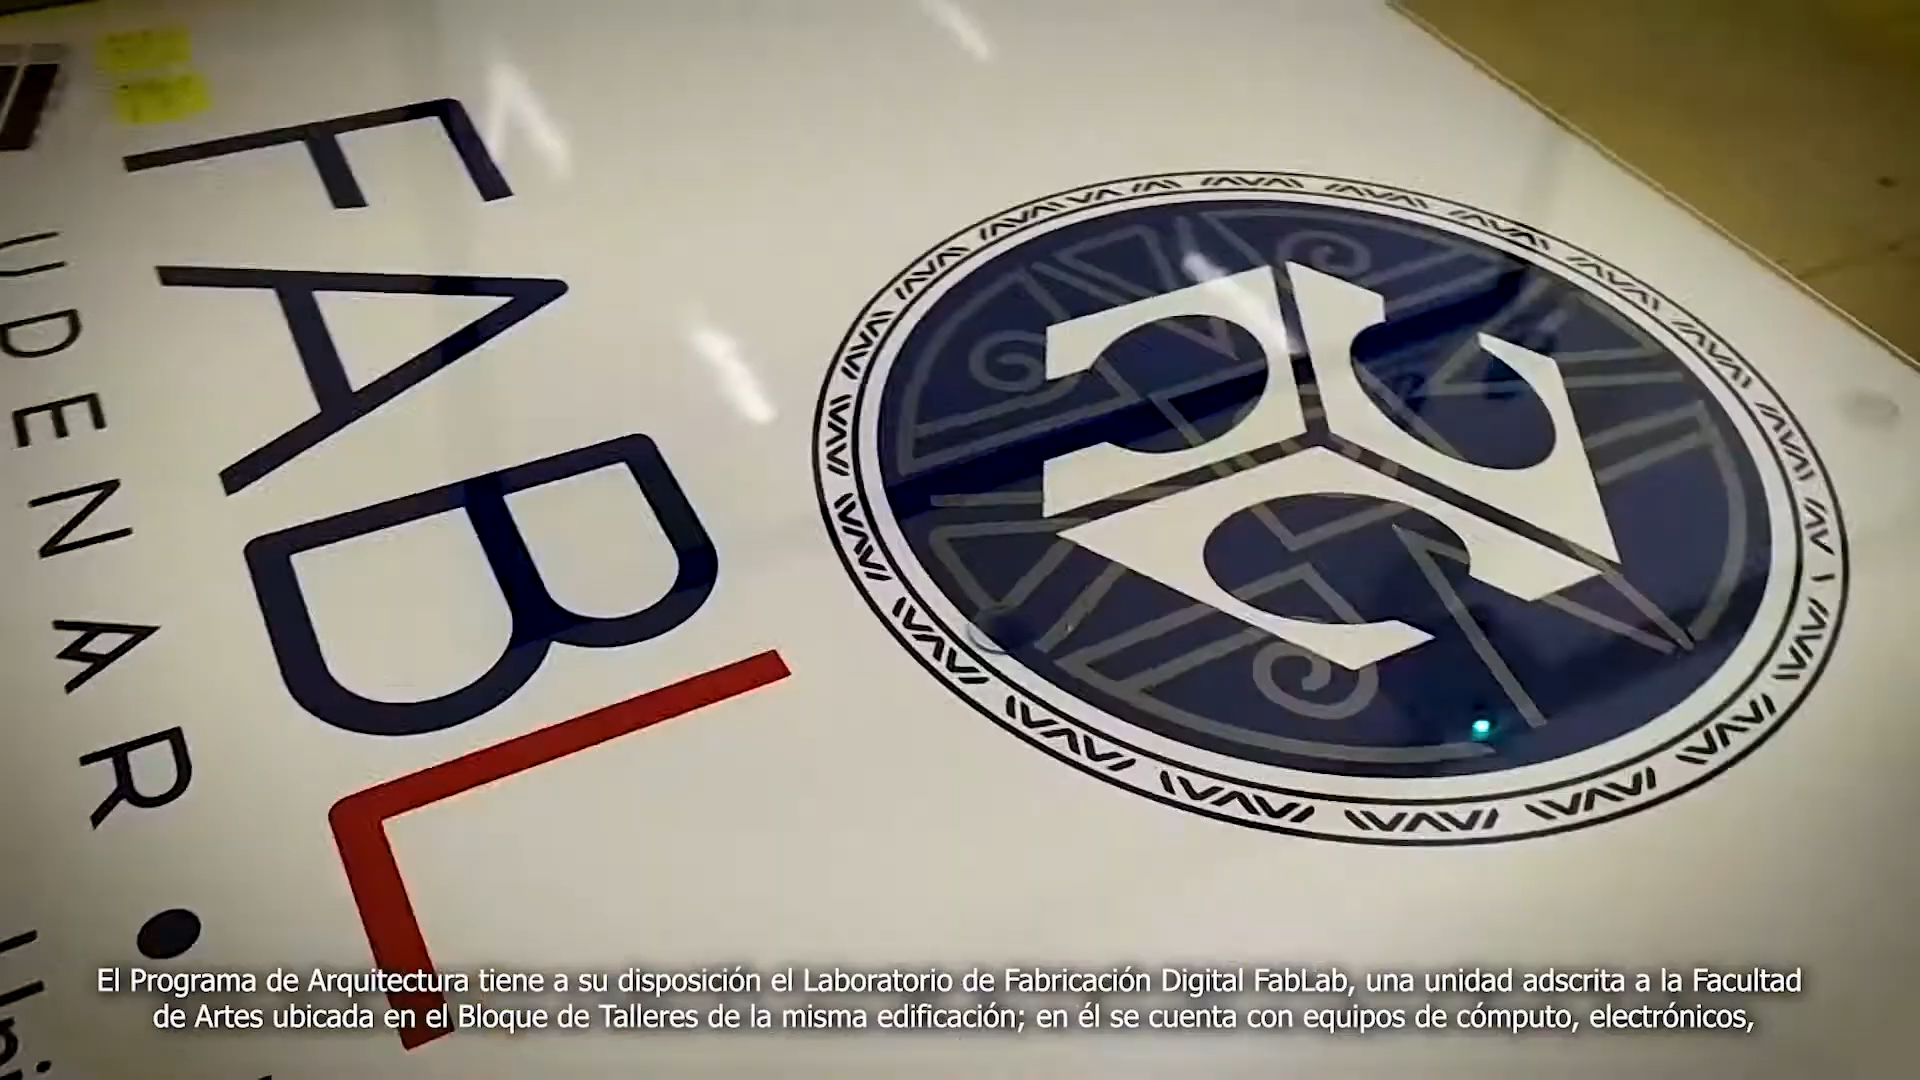 FABL
UDENAR •
Uni
El Programa de Arquitectura tiene a su disposición el Laboratorio de Fabricación Digital FabLab, una unidad adscrita a la Facultad
de Artes ubicada en el Bloque de Talleres de la misma edificación; en él se cuenta con equipos de cómputo, electrónicos,